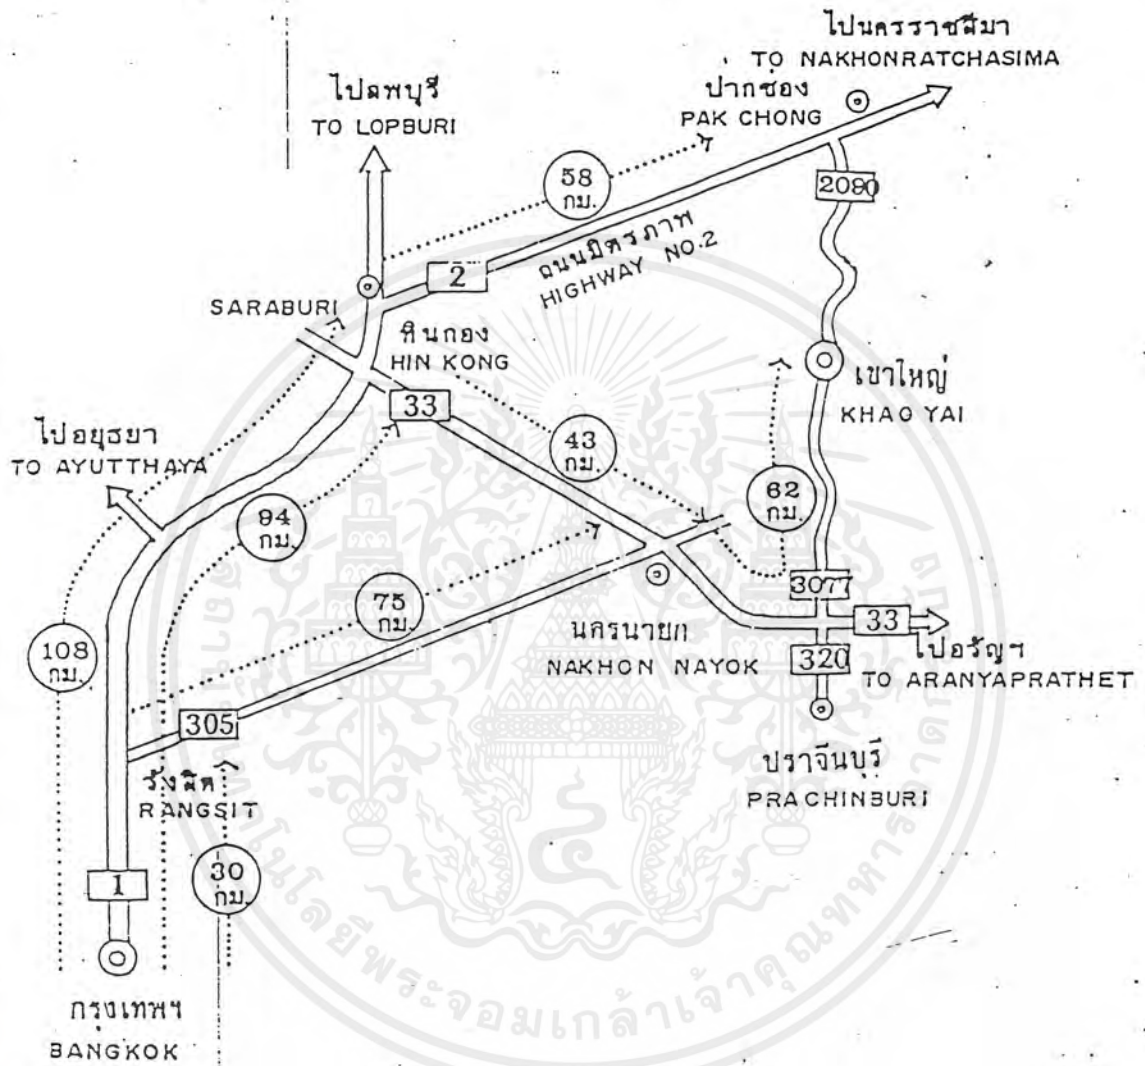 ไปนครราชสีมา
TO NAKHONRATCHASIMA
ปากช่อง
PAK CHONG
ไปลพบุรี
TO LOPBURI
58
กม.
2090
2
ถนนมิตรภาพ
HIGHWAY NO.2
SARABURI
หินกอง
HIN KONG
33
เขาใหญ่
KHAO YAI
ไปอยุธยา
TO AYUTTHAYA
43
กม.
62
กม.
94
กม.
75
กม.
3077
33
นครนายก
NAKHON NAYOK
ไปอรัญฯ
TO ARANYAPRATHET
320
108
กม.
305
รังสิต
RANGSIT
ปราจีนบุรี
PRACHINBURI
1
30
กม.
กรุงเทพฯ
BANGKOK